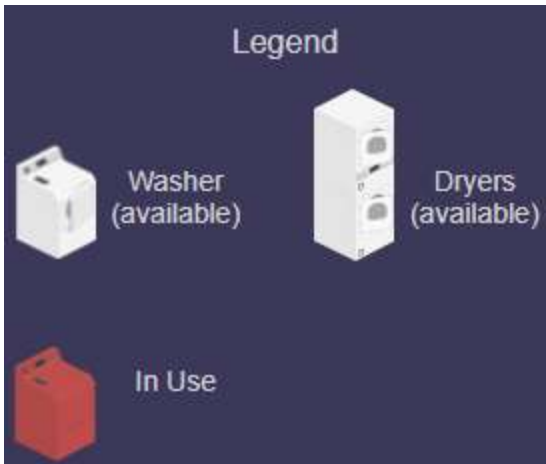 Legend
Washer
(available)
Dryers
(available)
In Use